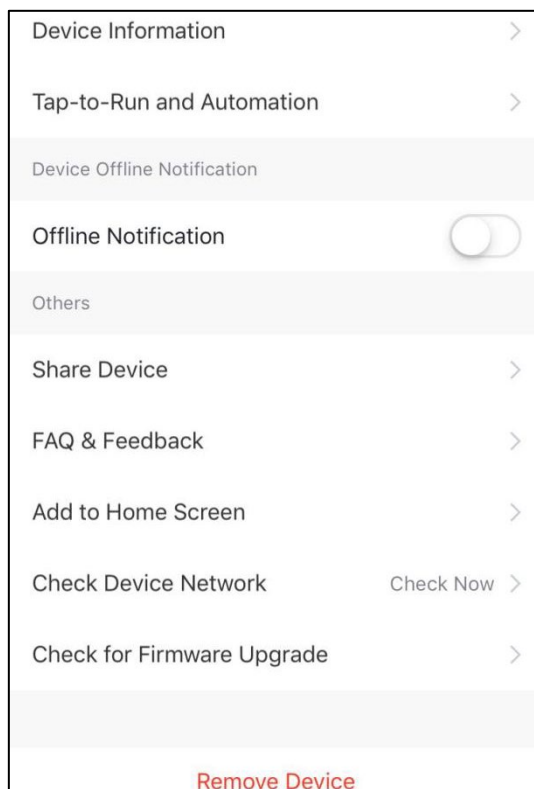 Device Information
Tap-to-Run and Automation
Device Offline Notification
Offline Notification
Others
Share Device
FAQ & Feedback
Add to Home Screen
Check Device Network Check Now
Check for Firmware Upgrade
Remove Device